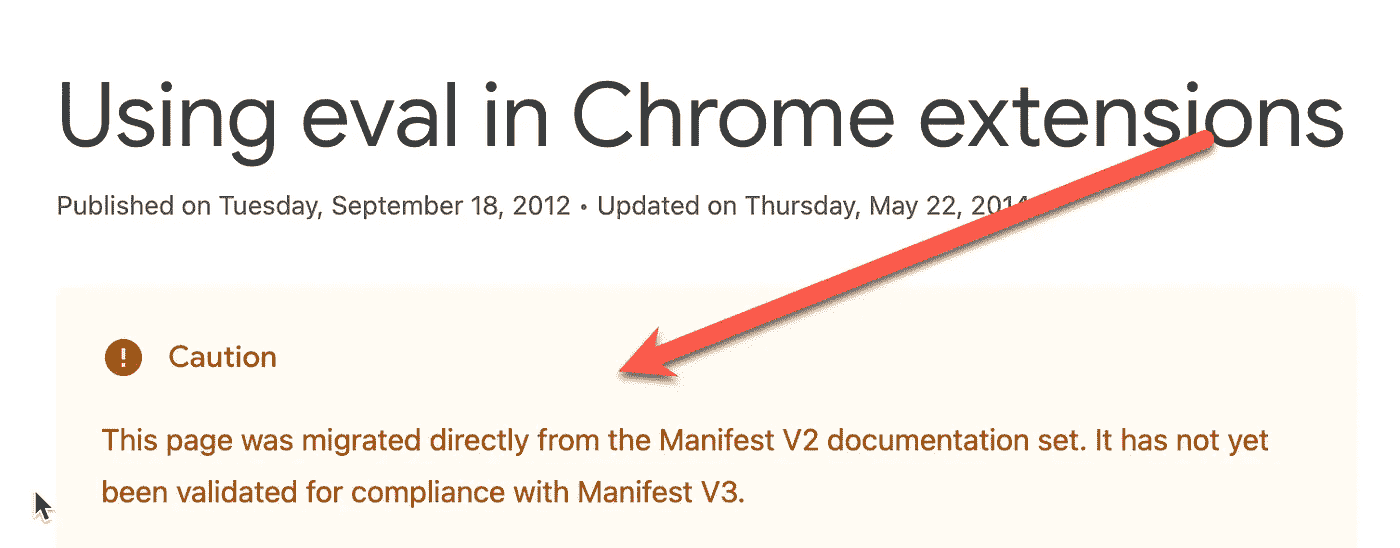 Using eval in Chrome extensions
Published on Tuesday, September 18, 2012 • Updated on Thursday, May 22, 2014
Caution
This page was migrated directly from the Manifest V2 documentation set. It has not yet
been validated for compliance with Manifest V3.